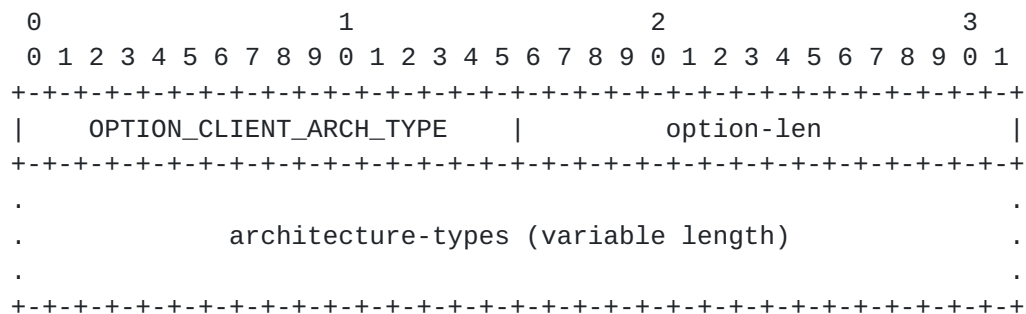 0                   1                   2                   3
 0 1 2 3 4 5 6 7 8 9 0 1 2 3 4 5 6 7 8 9 0 1 2 3 4 5 6 7 8 9 0 1
+-+-+-+-+-+-+-+-+-+-+-+-+-+-+-+-+-+-+-+-+-+-+-+-+-+-+-+-+-+-+-+-+
|    OPTION_CLIENT_ARCH_TYPE    |         option-len            |
+-+-+-+-+-+-+-+-+-+-+-+-+-+-+-+-+-+-+-+-+-+-+-+-+-+-+-+-+-+-+-+-+
.                                                               .
.             architecture-types (variable length)              .
.                                                               .
+-+-+-+-+-+-+-+-+-+-+-+-+-+-+-+-+-+-+-+-+-+-+-+-+-+-+-+-+-+-+-+-+